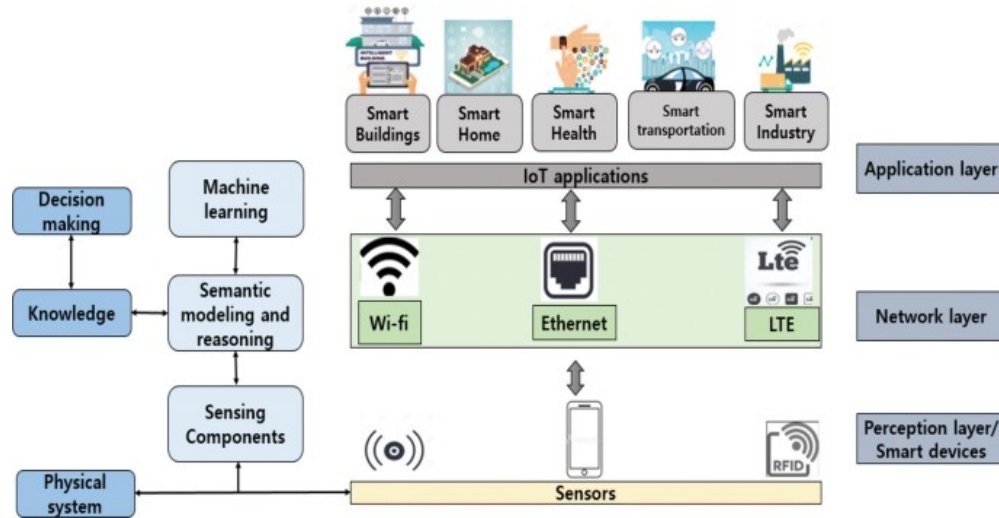 INTELLIGENT
BUILDING
Smart
Buildings
Smart
Home
Smart
Health
Smart
transportation
Smart
Industry
IoT applications
Application layer
Decision
making
Machine
learning
Knowledge
Semantic
modeling and
reasoning
Wi-fi
Ethernet
Lte
LTE
Network layer
Sensing
Components
RFID
Perception layer/
Smart devices
Physical
system
Sensors